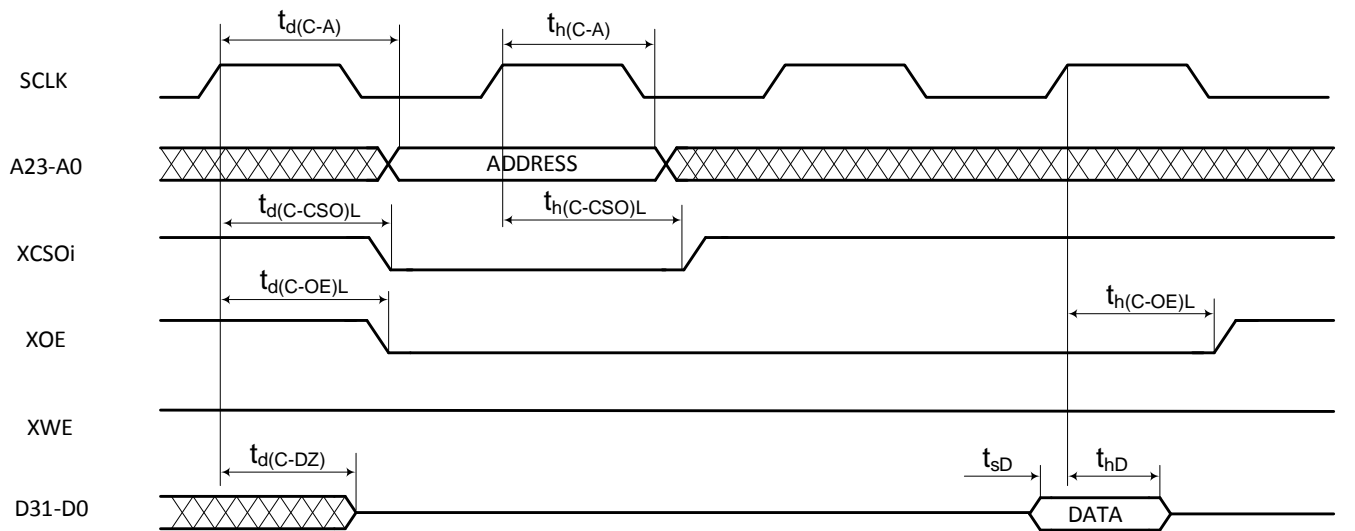 td(C-A)
th(C-A)
SCLK
A23-A0
ADDRESS
td(C-CSO)L
th(C-CSO)L
XCSOi
td(C-OE)L
th(C-OE)L
XOE
XWE
td(C-DZ)
tsD
thD
D31-D0
DATA